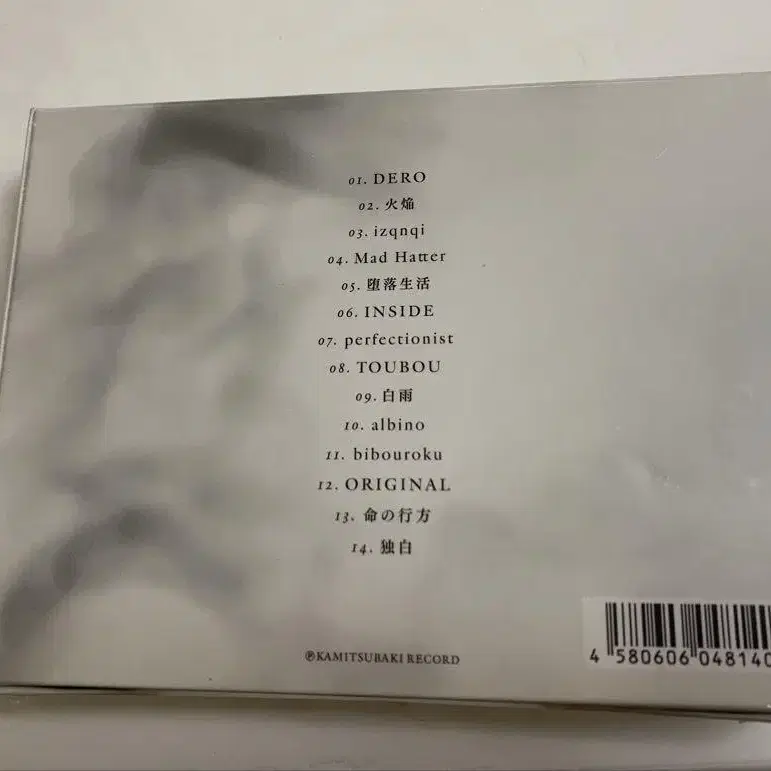 01. DERO
02. 火焔
03. izqnqi
04. Mad Hatter
05. 堕落生活
06. INSIDE
07. perfectionist
08. TOUBOU
09. 白雨
10. albino
11. bibouroku
12. ORIGINAL
13. 命の行方
14. 独白
℗KAMITSUBAKI RECORD
4 580606 048140